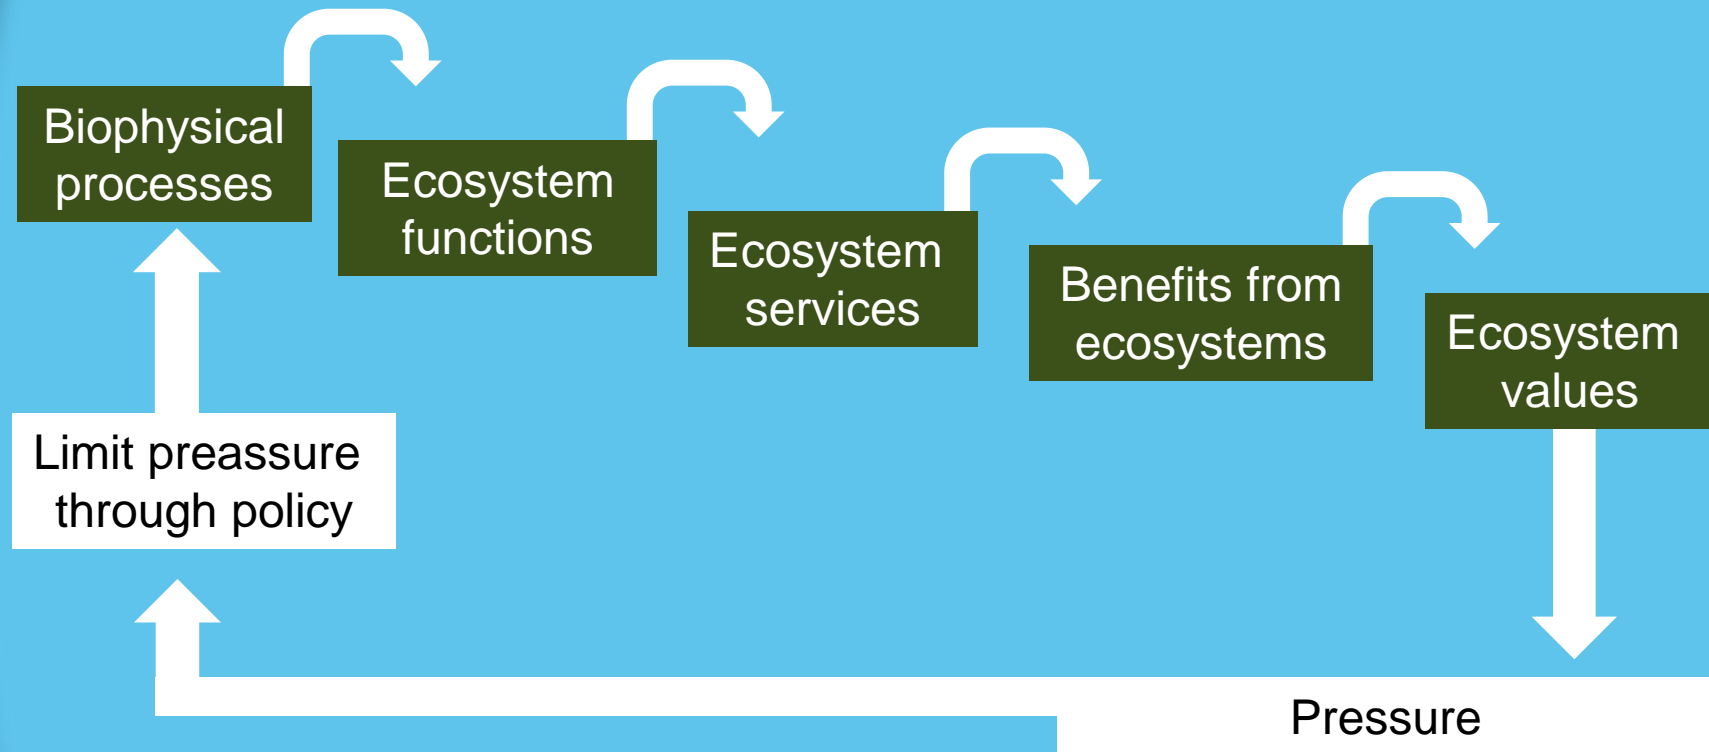 Biophysical
processes
Ecosystem
functions
Ecosystem
services
Benefits from
ecosystems
Ecosystem
values
Limit preassure
through policy
Pressure